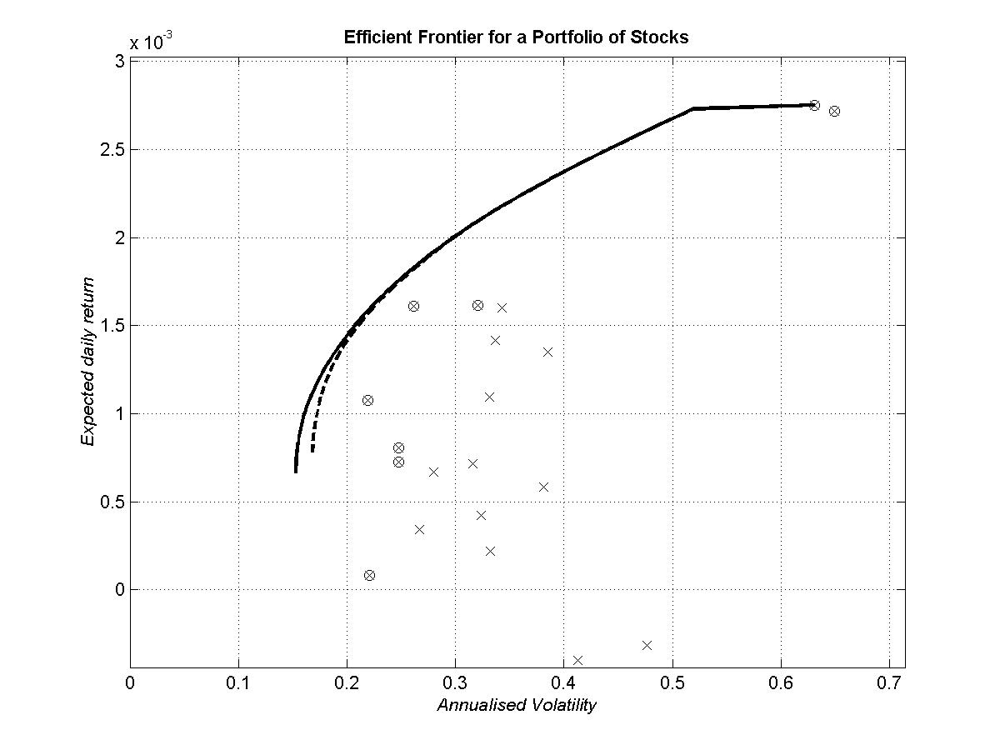 Efficient Frontier for a Portfolio of Stocks
x 10⁻³
3
2.5
2
1.5
1
0.5
0
Expected daily return
0 0.1 0.2 0.3 0.4 0.5 0.6 0.7
Annualised Volatility